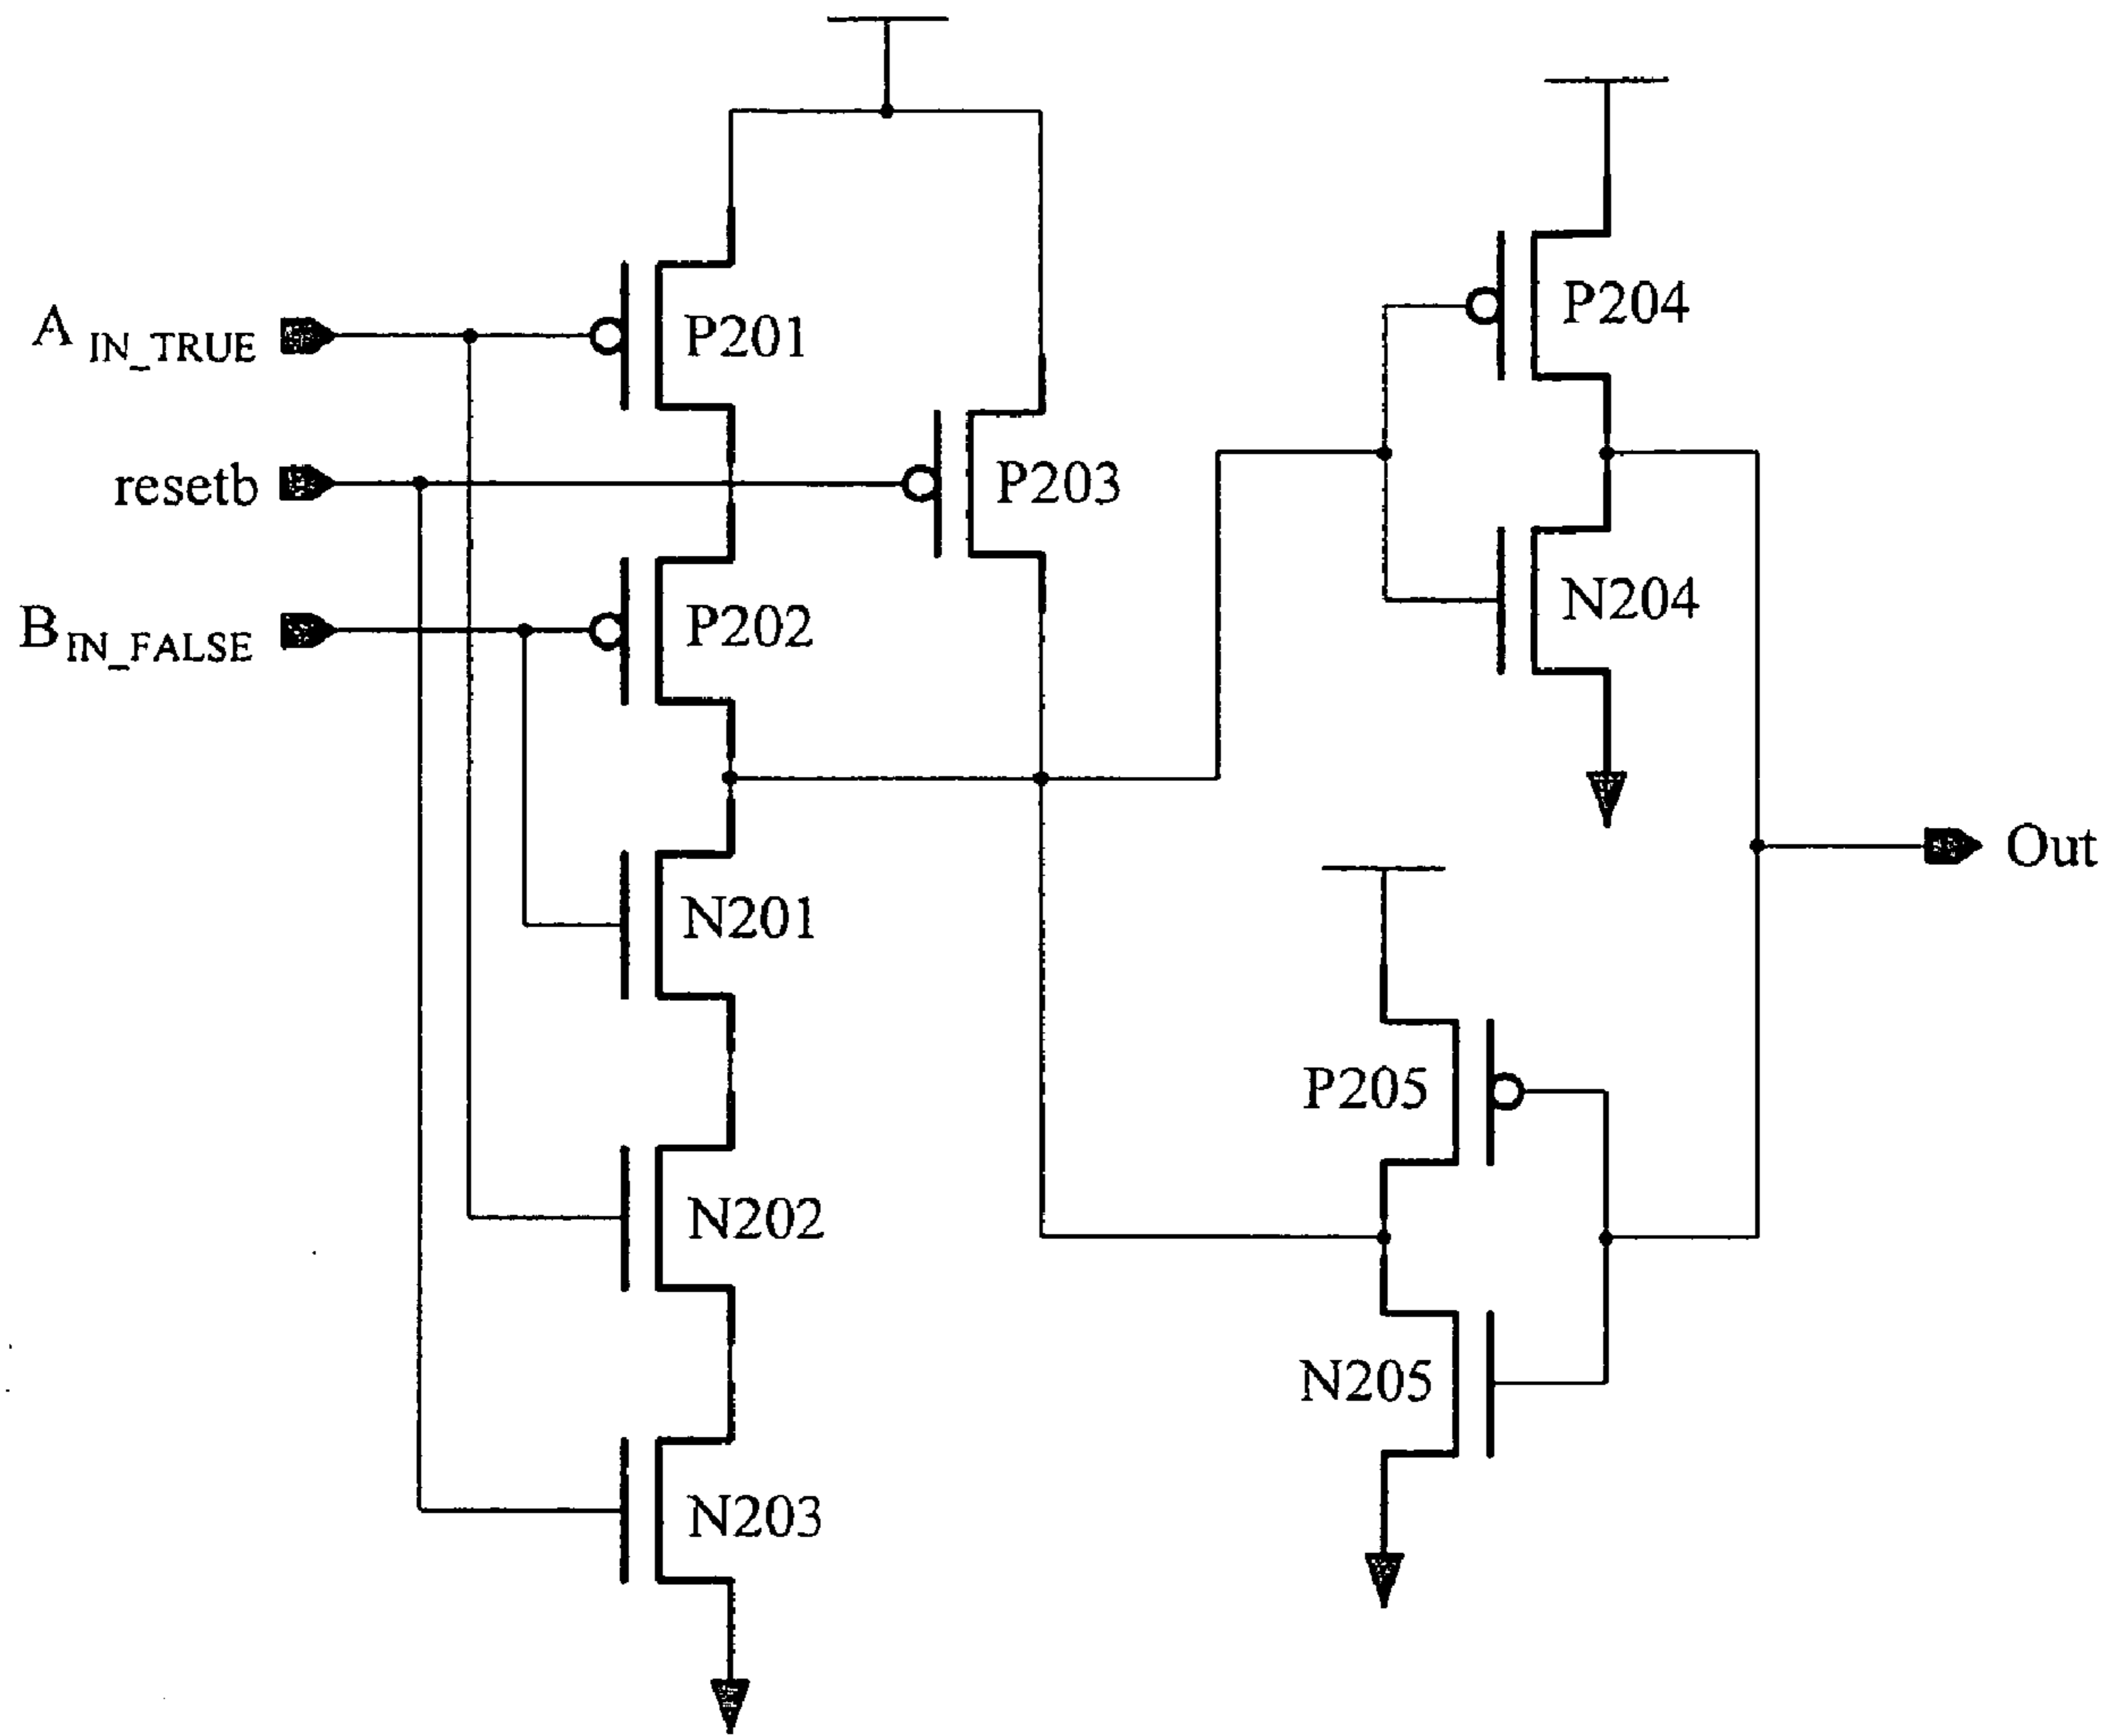 A IN_TRUE
resetb
B IN_FALSE
P201
P203
P202
N201
N202
N203
P204
N204
P205
N205
Out